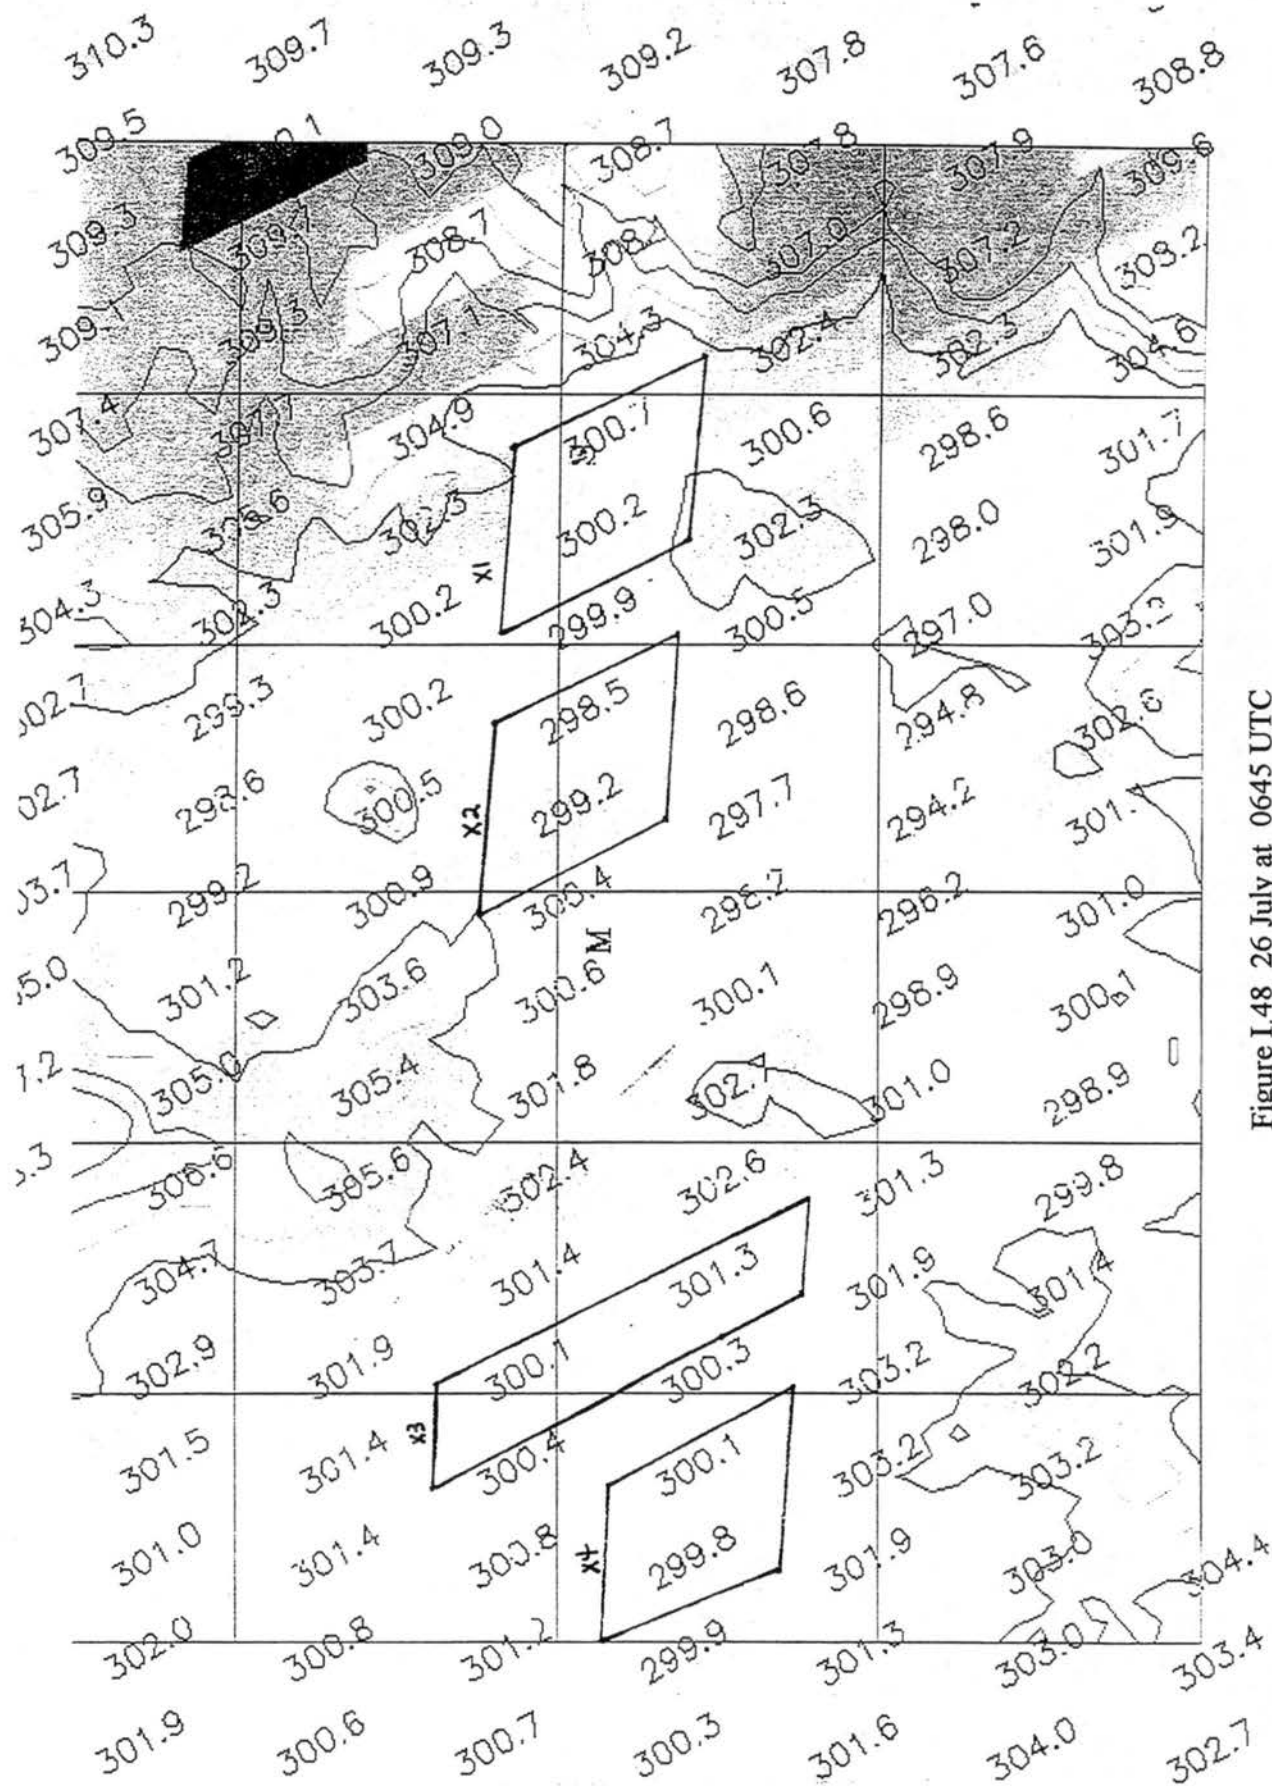 310.3 309.7 309.3 309.2 307.8 307.6 308.8
309.5 309.0 308.7 307.8 307.9 309.6
309.3 309.7 308.7 307.0 307.2
309.1 309.3 307.1 304.3 302.4 302.3 304.6
307.4 304.9 300.7 300.6 298.6 301.7
305.9 302.3 300.2 302.3 298.0 301.9
X1
304.3 302.3 300.2 299.9 300.5 297.0 303.2
299.3 300.2 298.5 298.6 294.8 302.6
298.6 300.5 299.2 297.7 294.2
X2
299.2 300.9 300.4 298.2 296.2 301.0
M
301.2 303.6 300.6 300.1 298.9 300.1
305.0 305.4 301.8 301.0 298.9
306.6 305.6 302.4 302.6 301.3 299.8
304.7 303.7 301.4 301.3 301.9 301.4
302.9 301.9 300.1 300.3 303.2 302.2
X3
301.5 301.4 300.4 300.1 303.2 303.2
301.0 301.4 300.8 299.8 301.9 303.0 304.4
X4
302.0 300.8 301.2 299.9 301.3 303.0 303.4
301.9 300.6 300.7 300.3 301.6 304.0 302.7
Figure I.48 26 July at 0645 UTC